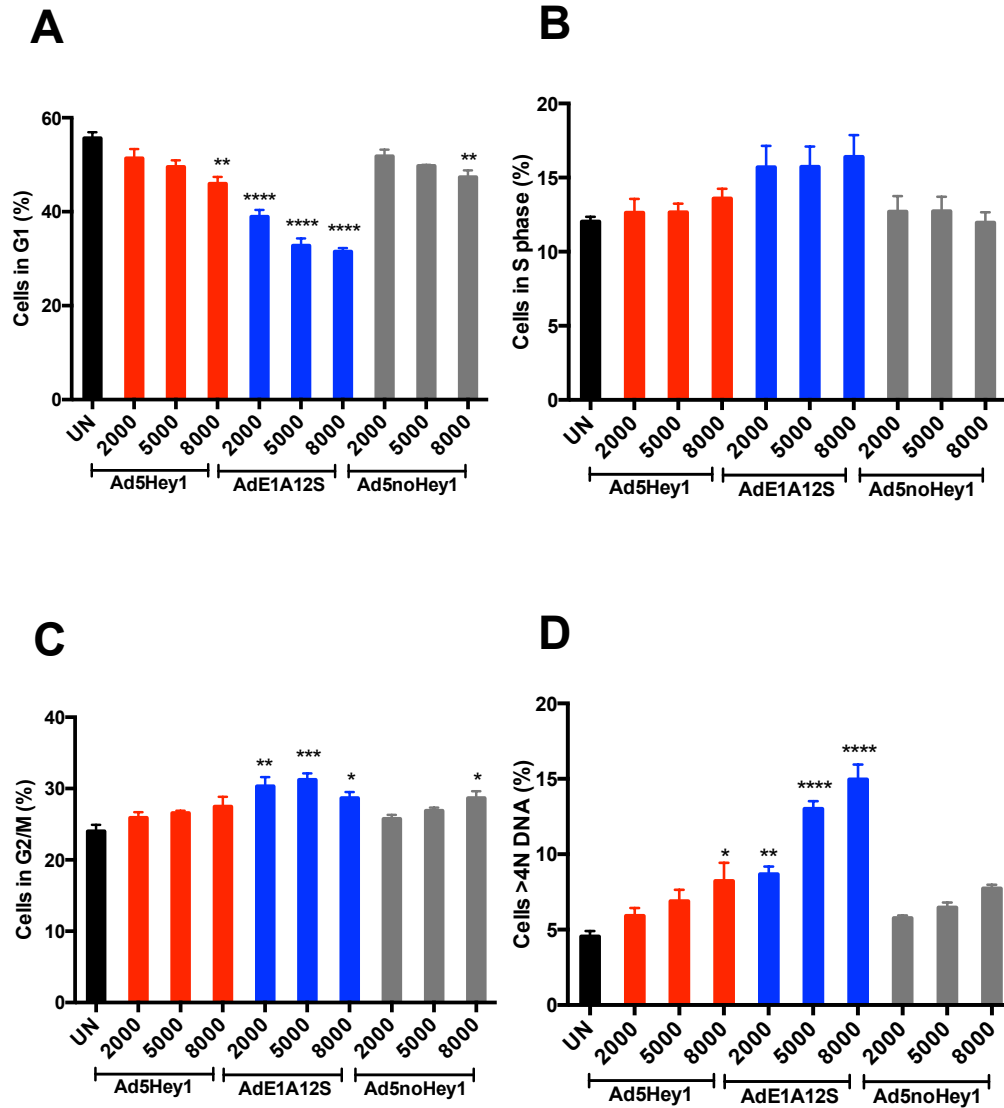 A
Cells in G1 (%)
60
40
20
0
**
****
****
****
**
UN
2000
5000
8000
2000
5000
8000
2000
5000
8000
Ad5Hey1
AdE1A12S
Ad5noHey1
B
Cells in S phase (%)
20
15
10
5
0
UN
2000
5000
8000
2000
5000
8000
2000
5000
8000
Ad5Hey1
AdE1A12S
Ad5noHey1
C
Cells in G2/M (%)
40
30
20
10
0
**
***
*
*
UN
2000
5000
8000
2000
5000
8000
2000
5000
8000
Ad5Hey1
AdE1A12S
Ad5noHey1
D
Cells >4N DNA (%)
20
15
10
5
0
*
**
****
****
UN
2000
5000
8000
2000
5000
8000
2000
5000
8000
Ad5Hey1
AdE1A12S
Ad5noHey1